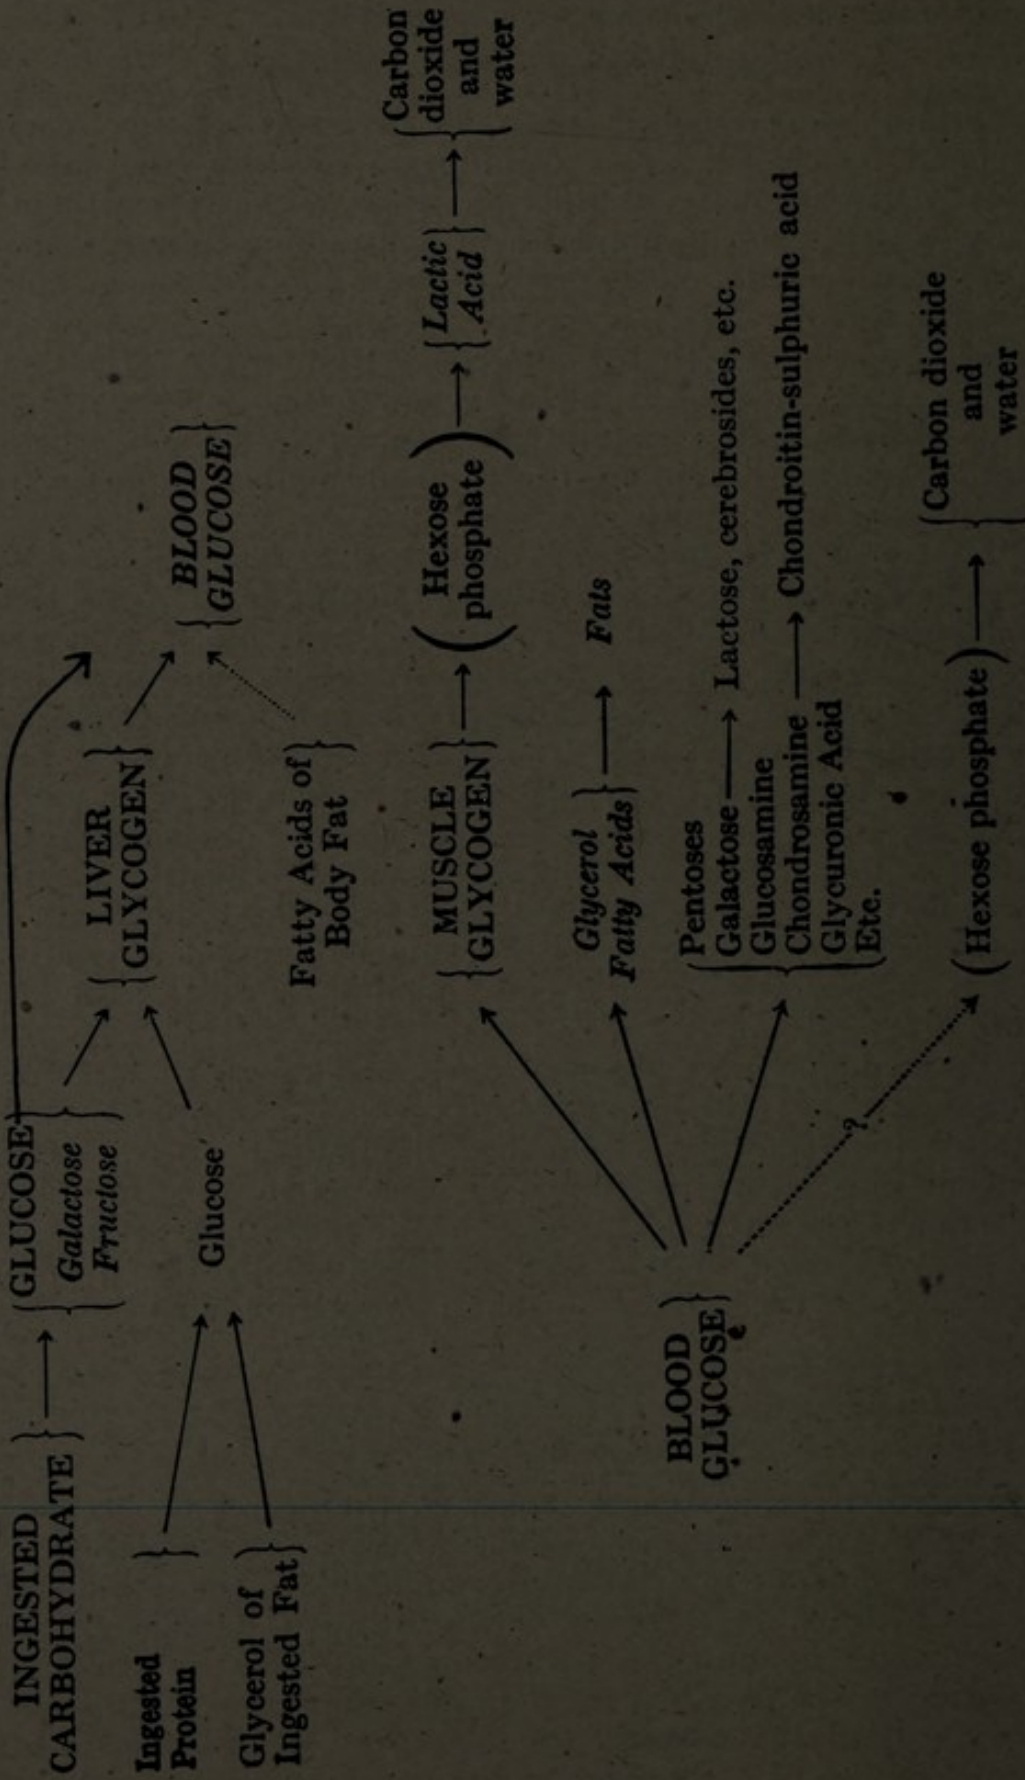 INGESTED
CARBOHYDRATE
GLUCOSE
Galactose
Fructose
LIVER
GLYCOGEN
BLOOD
GLUCOSE
Ingested
Protein
Glycerol of
Ingested Fat
Glucose
Fatty Acids of
Body Fat
BLOOD
GLUCOSE
MUSCLE
GLYCOGEN
(Hexose
phosphate)
Lactic
Acid
Carbon
dioxide
and
water
Glycerol
Fatty Acids
Fats
Pentoses
Galactose → Lactose, cerebrosides, etc.
Glucosamine
Chondrosamine → Chondroitin-sulphuric acid
Glycuronic Acid
Etc.
?
(Hexose phosphate)
Carbon dioxide
and
water